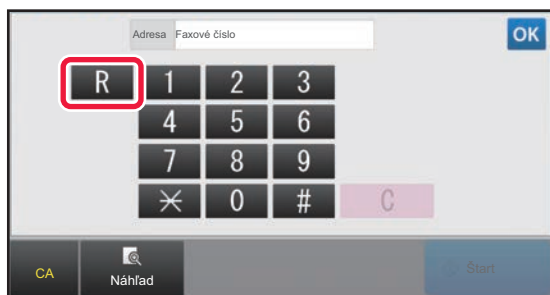 Adresa Faxové číslo OK
R 1 2 3
4 5 6
7 8 9
* 0 # C
CA Náhľad Štart